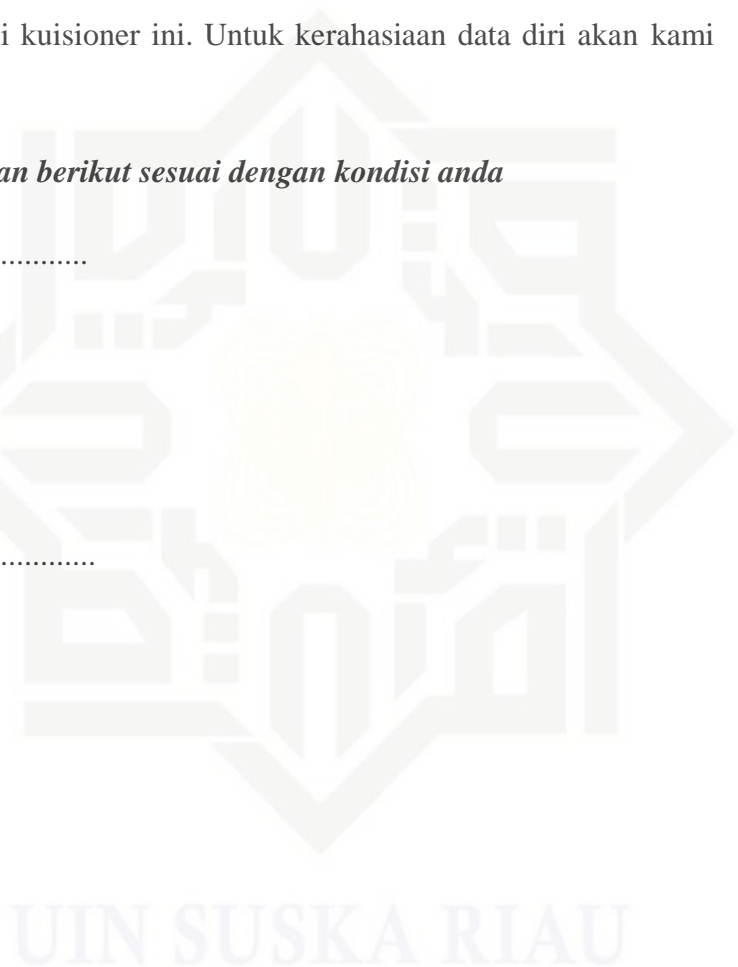 i kuisioner ini. Untuk kerahasiaan data diri akan kami
an berikut sesuai dengan kondisi anda
............
............
UIN SUSKA RIAU